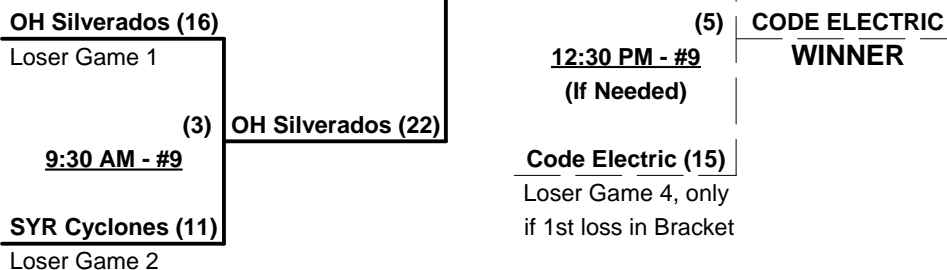 OH Silverados (16)
Loser Game 1
(3)
9:30 AM - #9
OH Silverados (22)
SYR Cyclones (11)
Loser Game 2
(5)
12:30 PM - #9
(If Needed)
CODE ELECTRIC
WINNER
Code Electric (15)
Loser Game 4, only
if 1st loss in Bracket